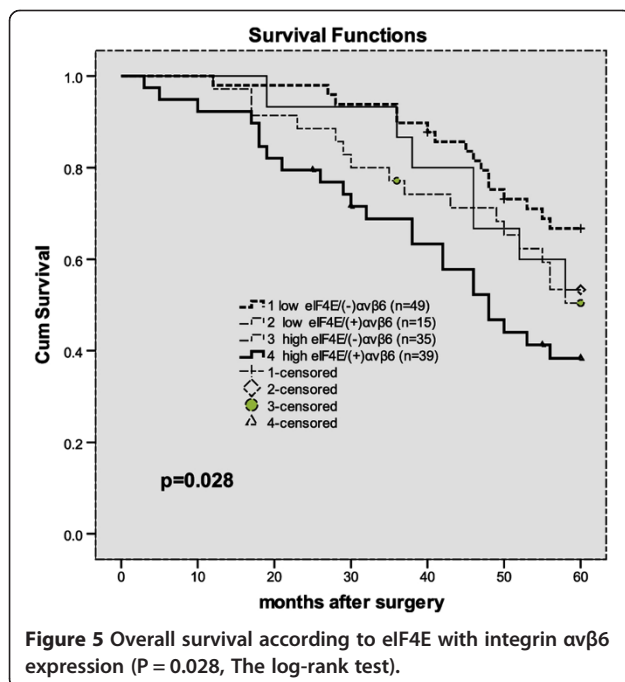 Survival Functions
1.0
0.8
0.6
0.4
0.2
0.0
Cum Survival
1 low eIF4E/(-)αvβ6 (n=49)
2 low eIF4E/(+)αvβ6 (n=15)
3 high eIF4E/(-)αvβ6 (n=35)
4 high eIF4E/(+)αvβ6 (n=39)
1-censored
2-censored
3-censored
4-censored
p=0.028
0 10 20 30 40 50 60
months after surgery
Figure 5 Overall survival according to eIF4E with integrin αvβ6
expression (P = 0.028, The log-rank test).